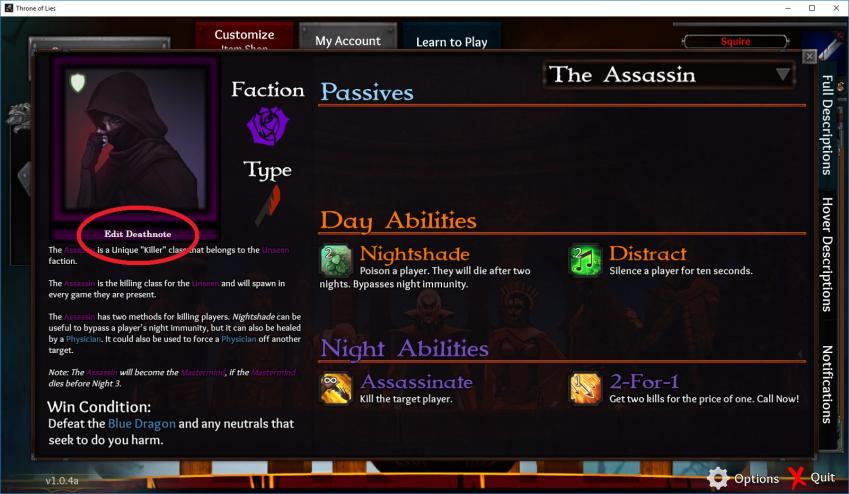 Throne of Lies
Customize
Item Shop
My Account
Learn to Play
Squire
The Assassin
Faction
Type
Edit Deathnote
The Assassin is a Unique "Killer" class that belongs to the Unseen
faction.
The Assassin is the killing class for the Unseen and will spawn in
every game they are present.
The Assassin has two methods for killing players. Nightshade can be
useful to bypass a player's night immunity, but it can also be healed
by a Physician. It could also be used to force a Physician off another
target.
Note: The Assassin will become the Mastermind, if the Mastermind
dies before Night 3.
Win Condition:
Defeat the Blue Dragon and any neutrals that
seek to do you harm.
Passives
Day Abilities
2
Nightshade
Poison a player. They will die after two
nights. Bypasses night immunity.
2
Distract
Silence a player for ten seconds.
Night Abilities
∞
Assassinate
Kill the target player.
1
2-For-1
Get two kills for the price of one. Call Now!
Full Descriptions
Hover Descriptions
Notifications
v1.0.4a
Options
Quit